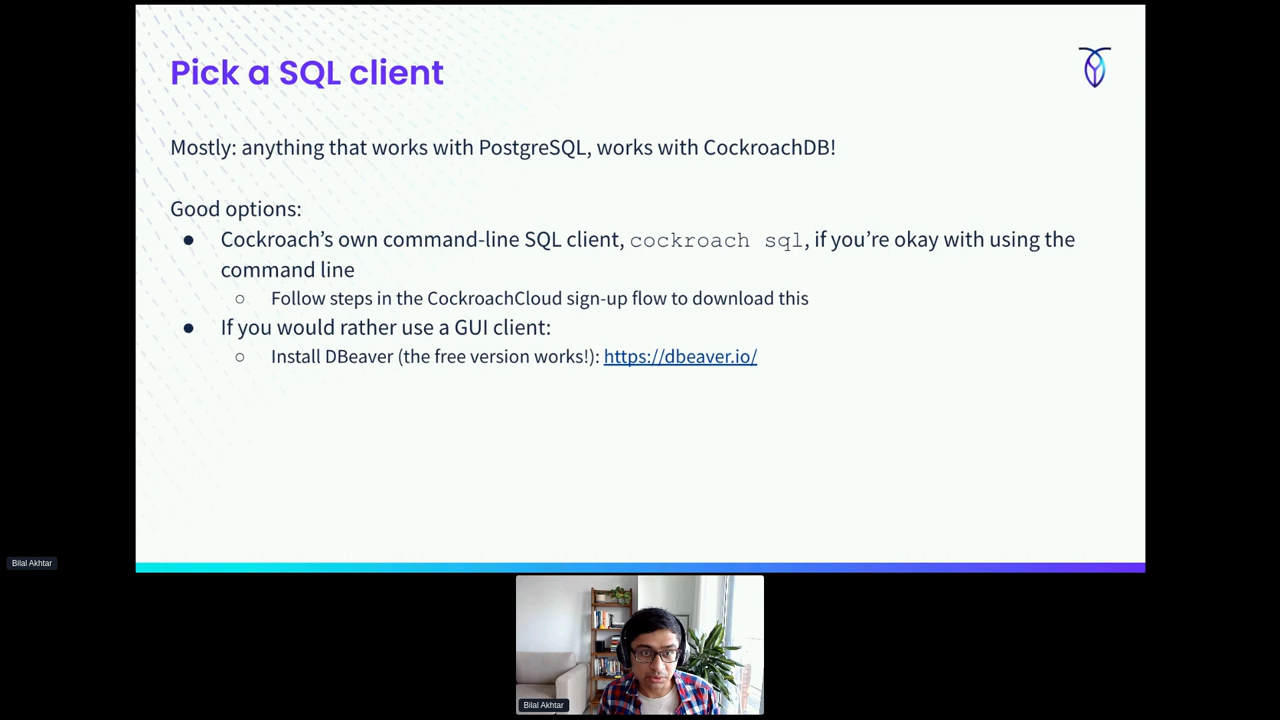 Pick a SQL client
Mostly: anything that works with PostgreSQL, works with CockroachDB!
Good options:
● Cockroach’s own command-line SQL client, cockroach sql, if you’re okay with using the
command line
○ Follow steps in the CockroachCloud sign-up flow to download this
● If you would rather use a GUI client:
○ Install DBeaver (the free version works!): https://dbeaver.io/
Bilal Akhtar
Bilal Akhtar